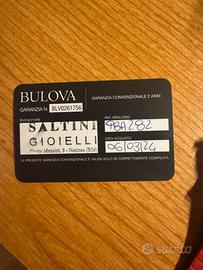 BULOVA
GARANZIA CONVENZIONALE 2 ANNI
GARANZIA N. BLV0261756
RIVENDITORE
REF. OROLOGIO
SALTINI
GIOIELLI
98A282
DATA ACQUISTO
06/03/24
LA PRESENTE GARANZIA CONVENZIONALE È VALIDA SOLO SE CORRETTAMENTE COMPILATA.
subito